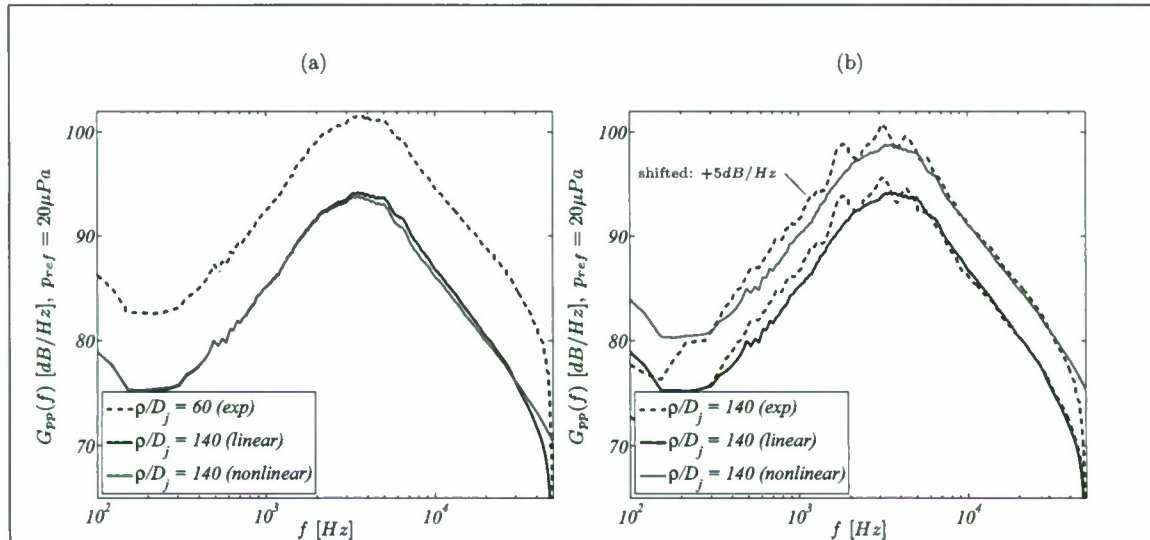 (a)
G_pp(f) [dB/Hz], p_ref = 20μPa
100
90
80
70
ρ/D_j = 60 (exp)
ρ/D_j = 140 (linear)
ρ/D_j = 140 (nonlinear)
10^2
10^3
10^4
f [Hz]
(b)
G_pp(f) [dB/Hz], p_ref = 20μPa
100
90
80
70
shifted: +5dB/Hz
ρ/D_j = 140 (exp)
ρ/D_j = 140 (linear)
ρ/D_j = 140 (nonlinear)
10^2
10^3
10^4
f [Hz]